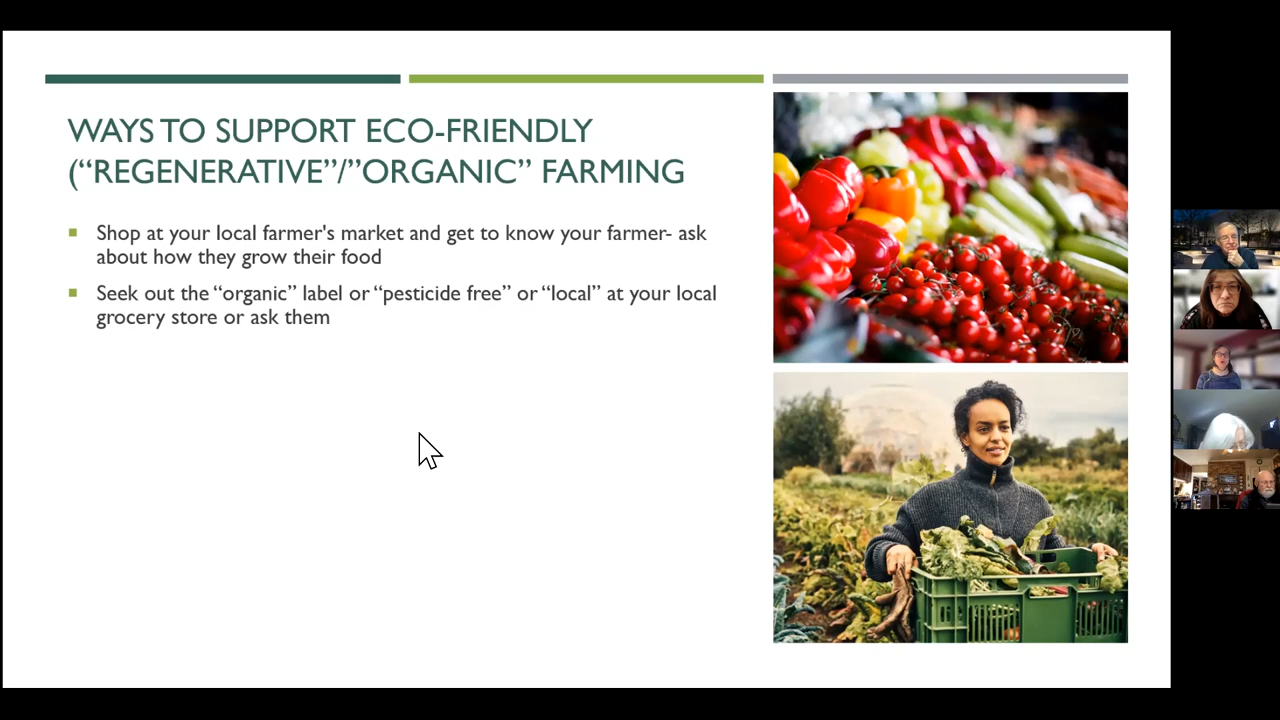 WAYS TO SUPPORT ECO-FRIENDLY
(“REGENERATIVE”/”ORGANIC” FARMING
Shop at your local farmer's market and get to know your farmer- ask
about how they grow their food
Seek out the “organic” label or “pesticide free” or “local” at your local
grocery store or ask them